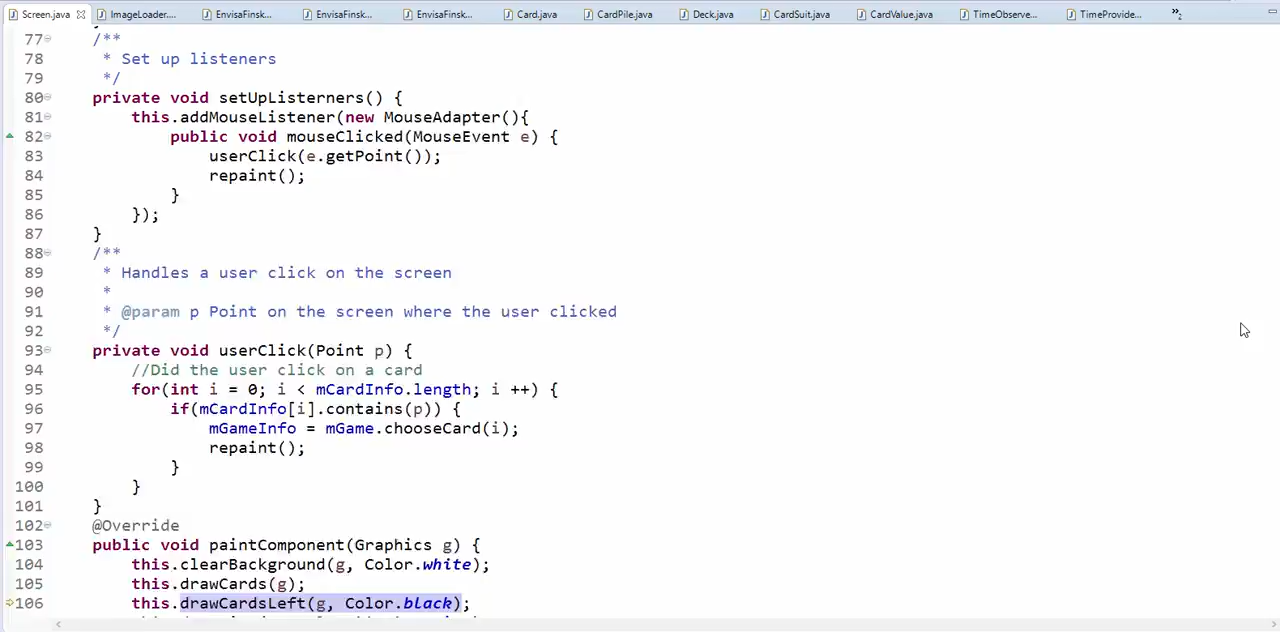 Screen.java ImageLoader.... EnvisaFinsk... EnvisaFinsk... EnvisaFinsk... Card.java CardPile.java Deck.java CardSuit.java CardValue.java TimeObserve... TimeProvide... »2
77 /**
78 * Set up listeners
79 */
80 private void setUpListerners() {
81 this.addMouseListener(new MouseAdapter(){
82 public void mouseClicked(MouseEvent e) {
83 userClick(e.getPoint());
84 repaint();
85 }
86 });
87 }
88 /**
89 * Handles a user click on the screen
90 *
91 * @param p Point on the screen where the user clicked
92 */
93 private void userClick(Point p) {
94 //Did the user click on a card
95 for(int i = 0; i < mCardInfo.length; i ++) {
96 if(mCardInfo[i].contains(p)) {
97 mGameInfo = mGame.chooseCard(i);
98 repaint();
99 }
100 }
101 }
102 @Override
103 public void paintComponent(Graphics g) {
104 this.clearBackground(g, Color.white);
105 this.drawCards(g);
106 this.drawCardsLeft(g, Color.black);